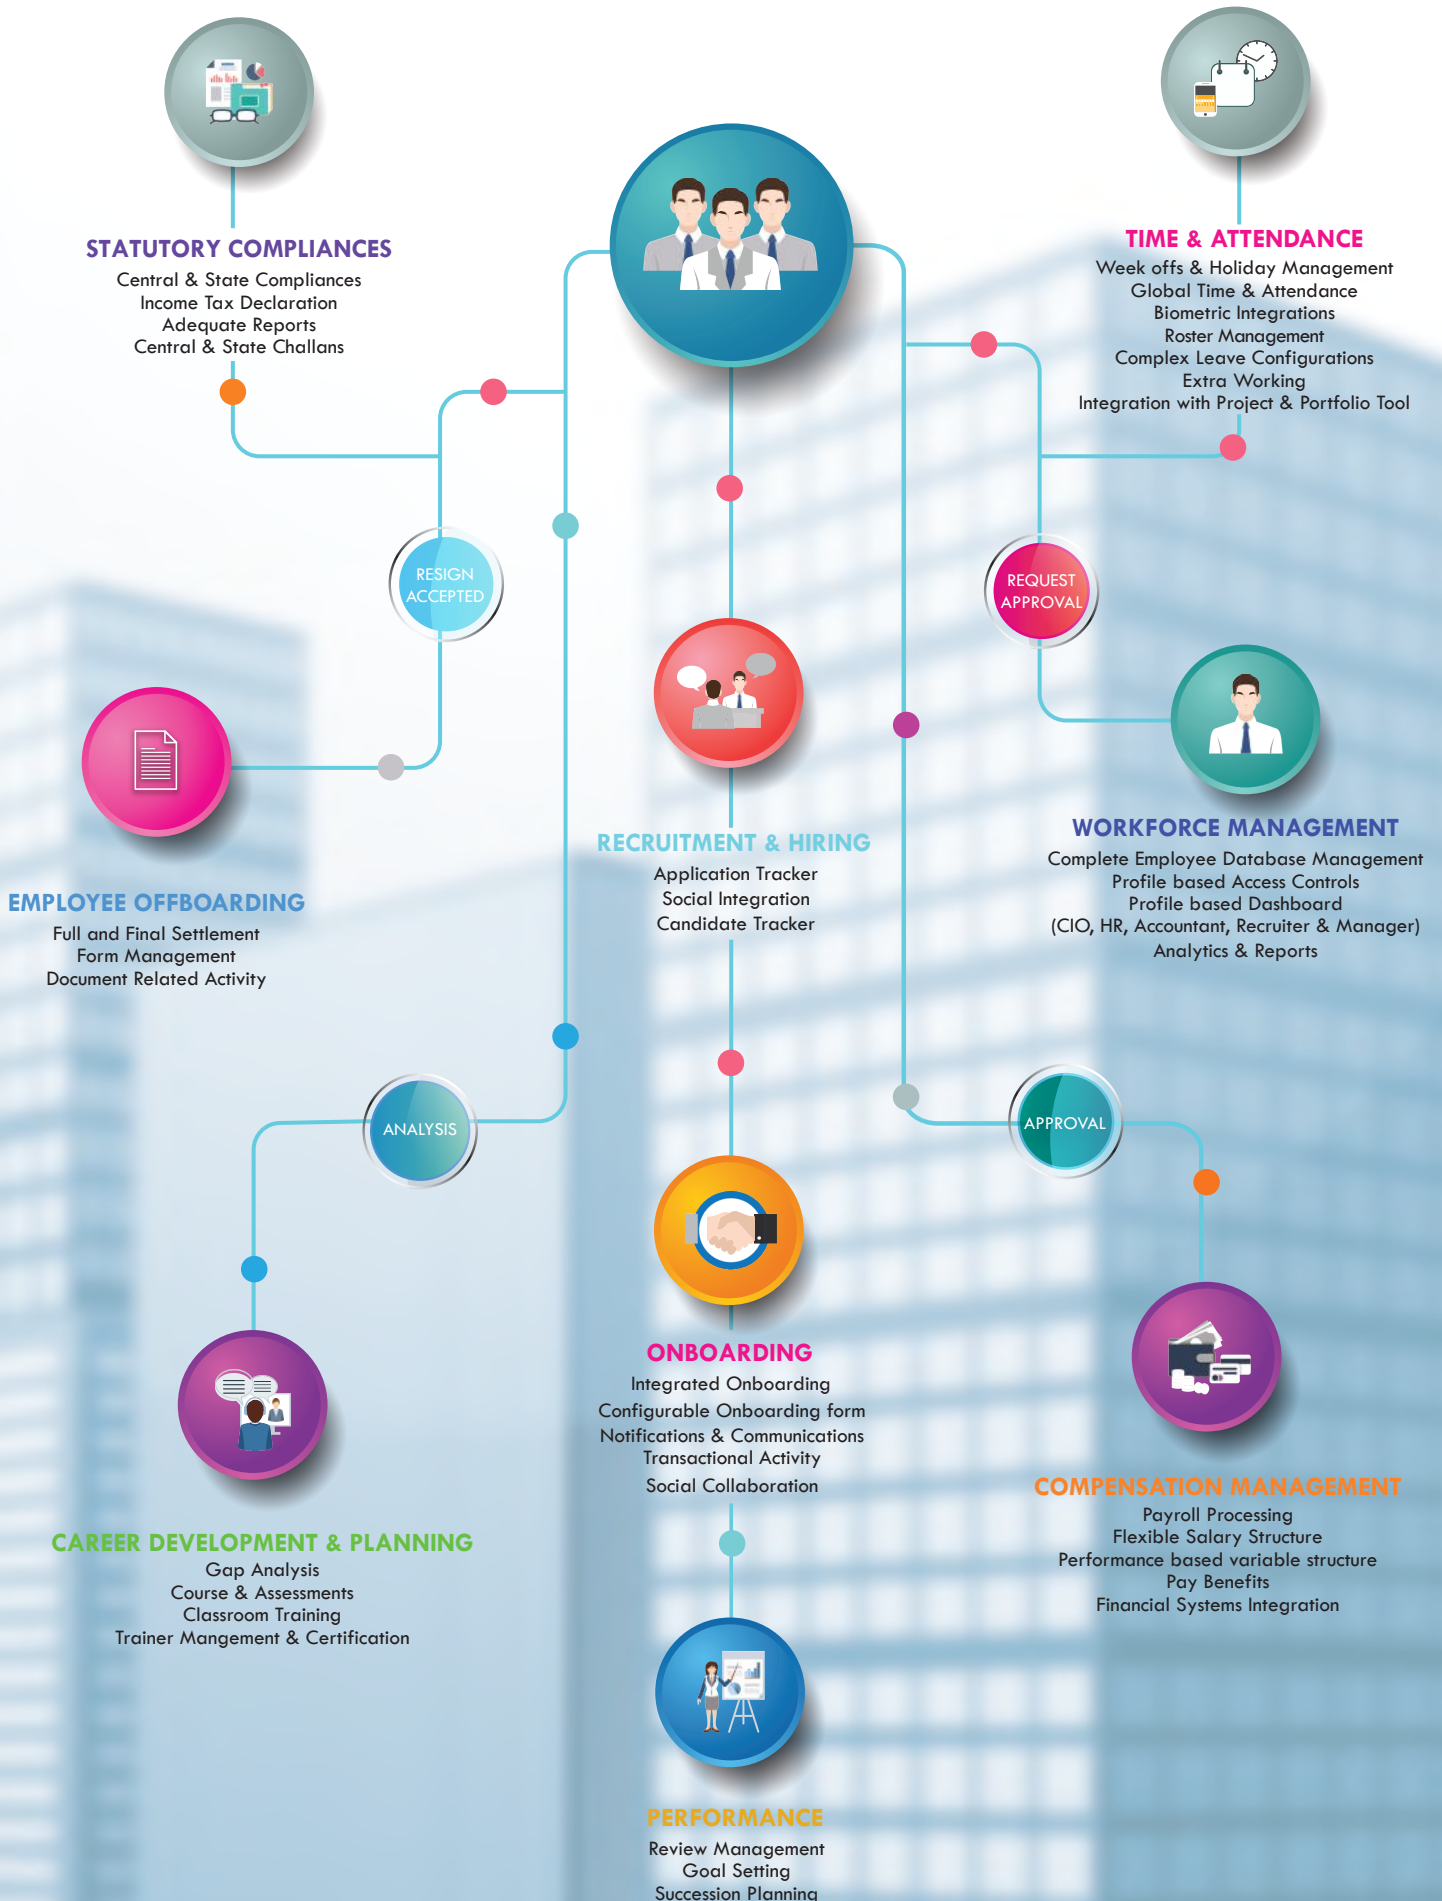 STATUTORY COMPLIANCES
Central & State Compliances
Income Tax Declaration
Adequate Reports
Central & State Challans
TIME & ATTENDANCE
Week offs & Holiday Management
Global Time & Attendance
Biometric Integrations
Roster Management
Complex Leave Configurations
Extra Working
Integration with Project & Portfolio Tool
RESIGN
ACCEPTED
REQUEST
APPROVAL
EMPLOYEE OFFBOARDING
Full and Final Settlement
Form Management
Document Related Activity
RECRUITMENT & HIRING
Application Tracker
Social Integration
Candidate Tracker
WORKFORCE MANAGEMENT
Complete Employee Database Management
Profile based Access Controls
Profile based Dashboard
(CIO, HR, Accountant, Recruiter & Manager)
Analytics & Reports
ANALYSIS
APPROVAL
CAREER DEVELOPMENT & PLANNING
Gap Analysis
Course & Assessments
Classroom Training
Trainer Mangement & Certification
ONBOARDING
Integrated Onboarding
Configurable Onboarding form
Notifications & Communications
Transactional Activity
Social Collaboration
COMPENSATION MANAGEMENT
Payroll Processing
Flexible Salary Structure
Performance based variable structure
Pay Benefits
Financial Systems Integration
PERFORMANCE
Review Management
Goal Setting
Succession Planning